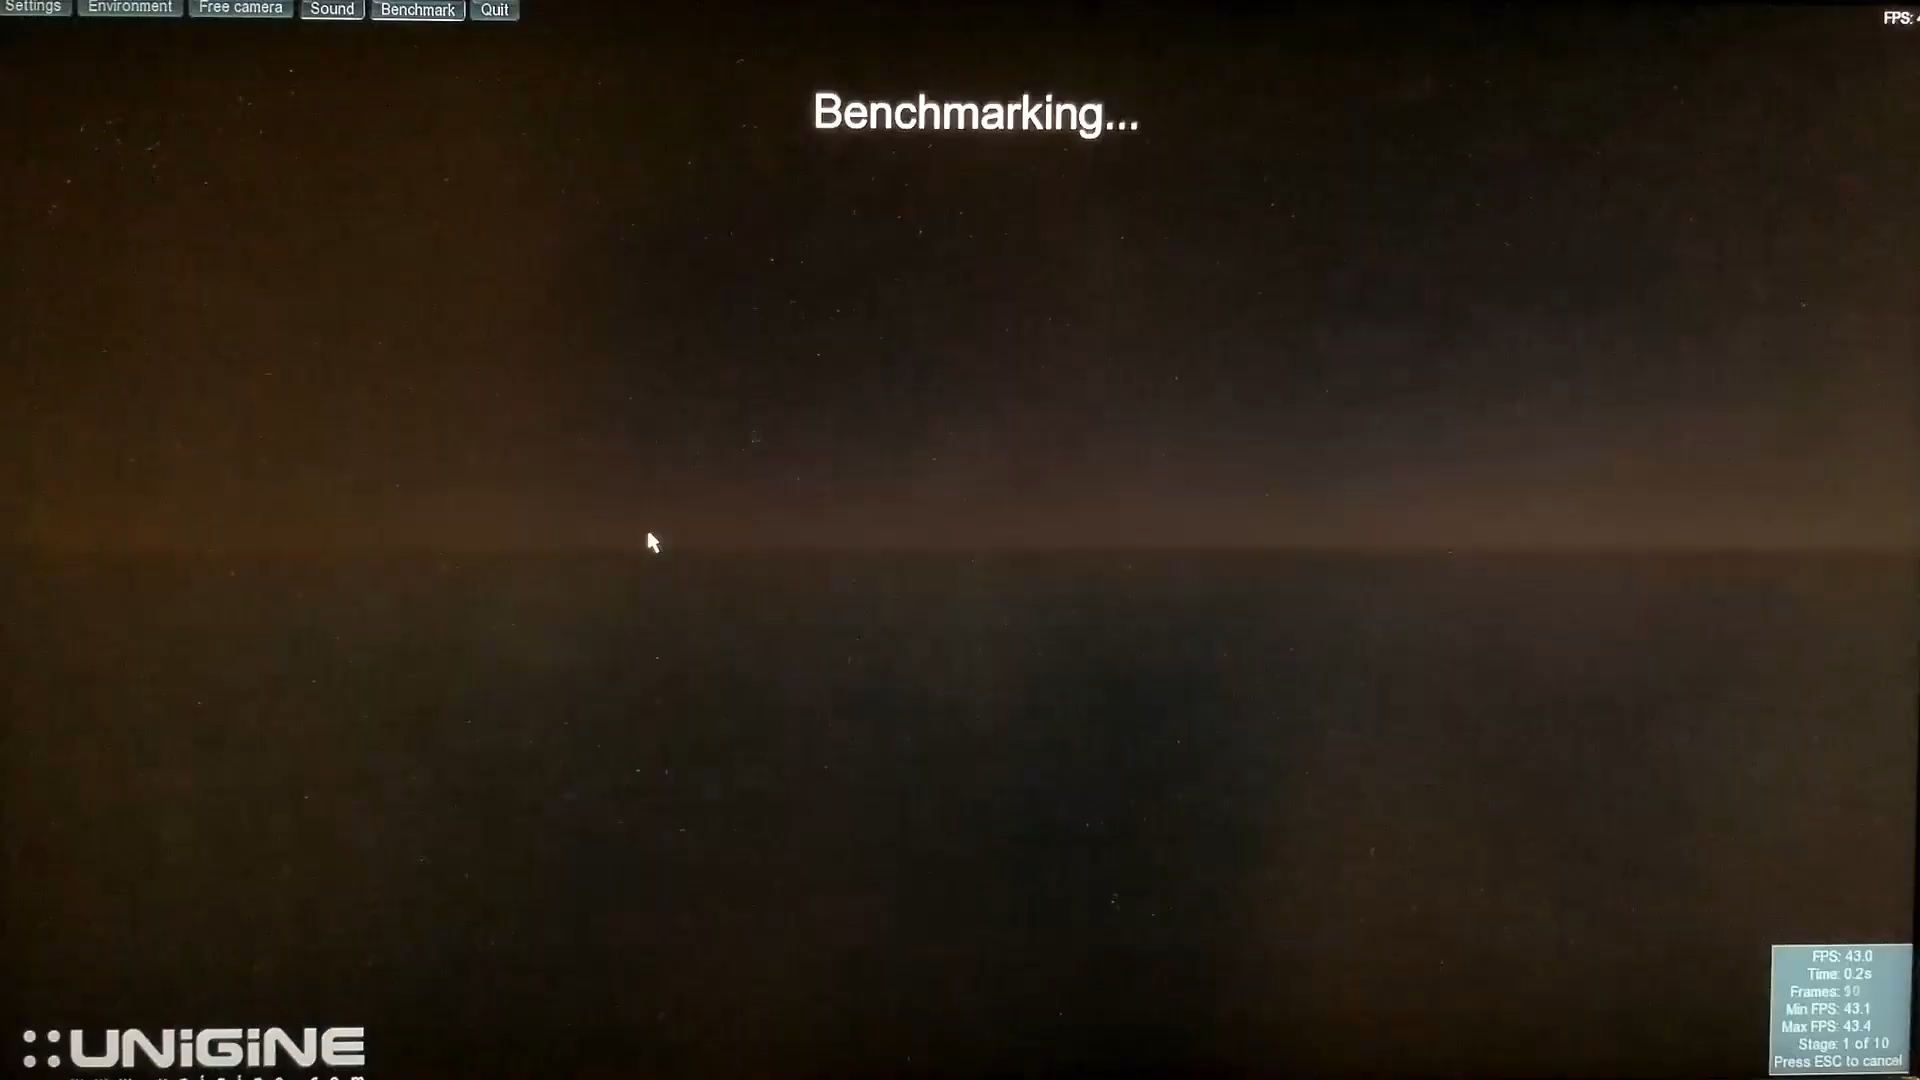 Settings Environment Free camera Sound Benchmark Quit
FPS:
Benchmarking...
FPS: 43.0
Time: 0.2s
Frames:
Min FPS: 43.1
Max FPS: 43.4
Stage: 1 of 10
Press ESC to cancel
UNiGiNE